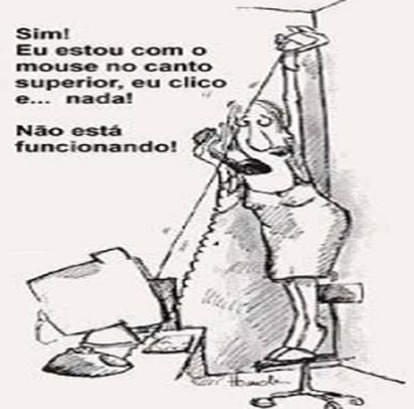 Sim!
Eu estou com o
mouse no canto
superior, eu clico
e... nada!
Não está
funcionando!